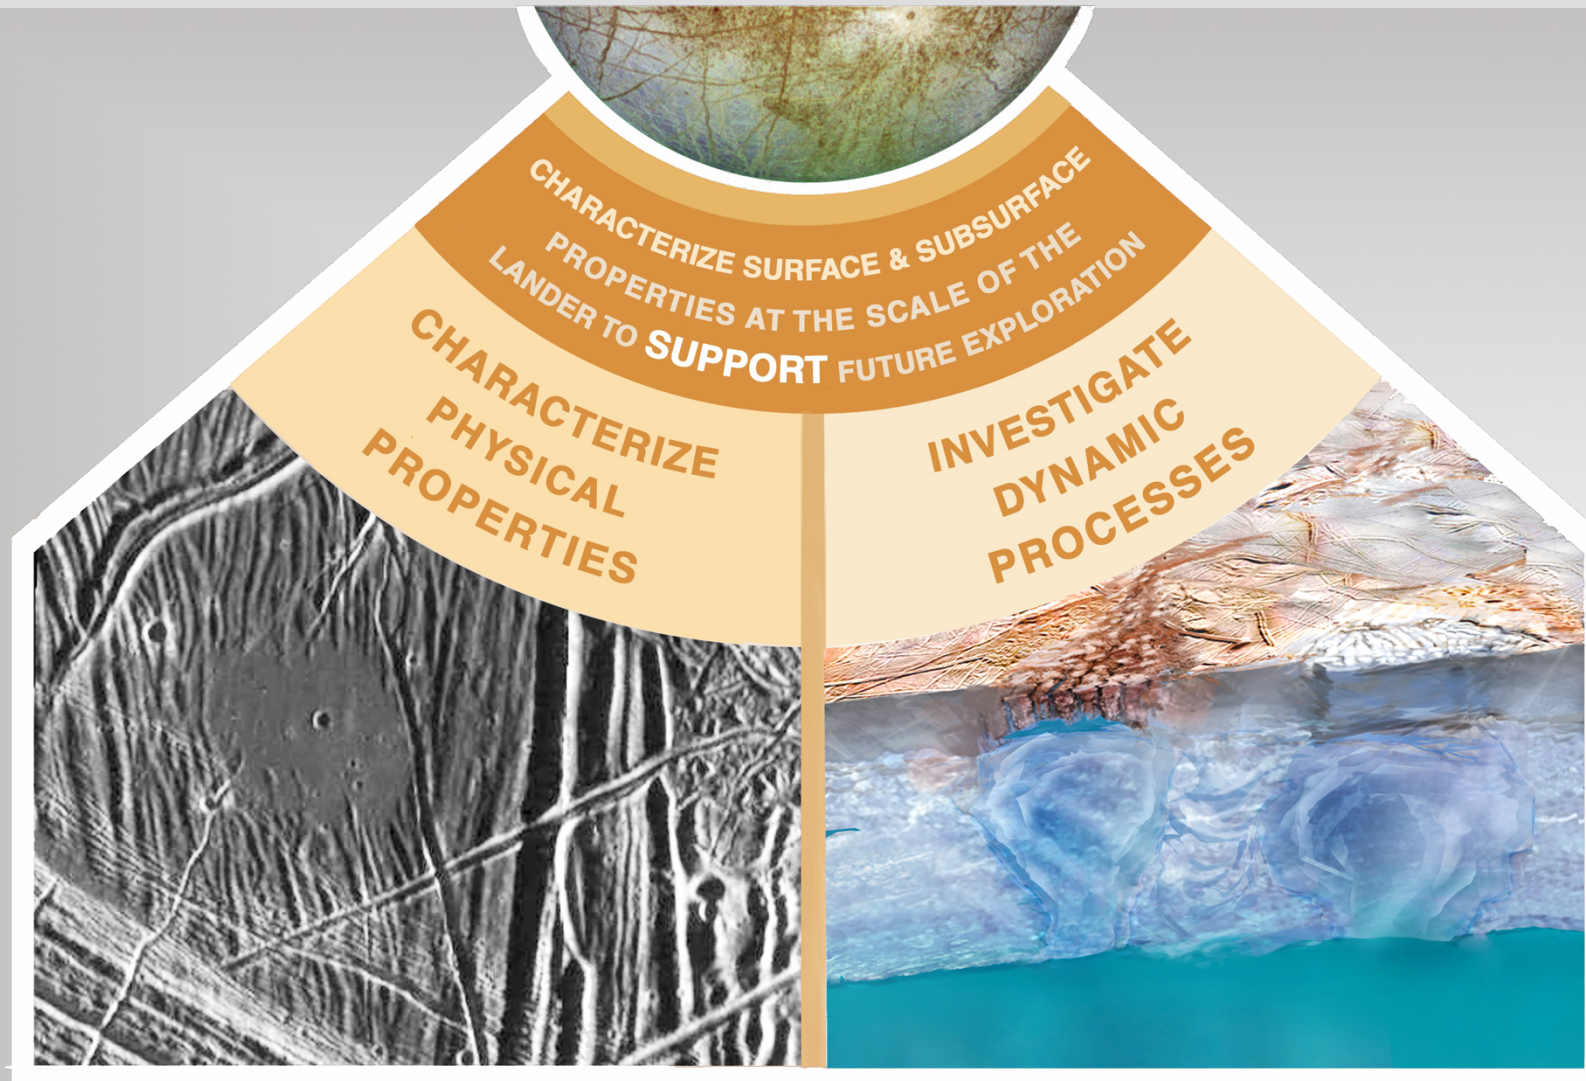 CHARACTERIZE SURFACE & SUBSURFACE
PROPERTIES AT THE SCALE OF THE
LANDER TO SUPPORT FUTURE EXPLORATION
CHARACTERIZE
PHYSICAL
PROPERTIES
INVESTIGATE
DYNAMIC
PROCESSES